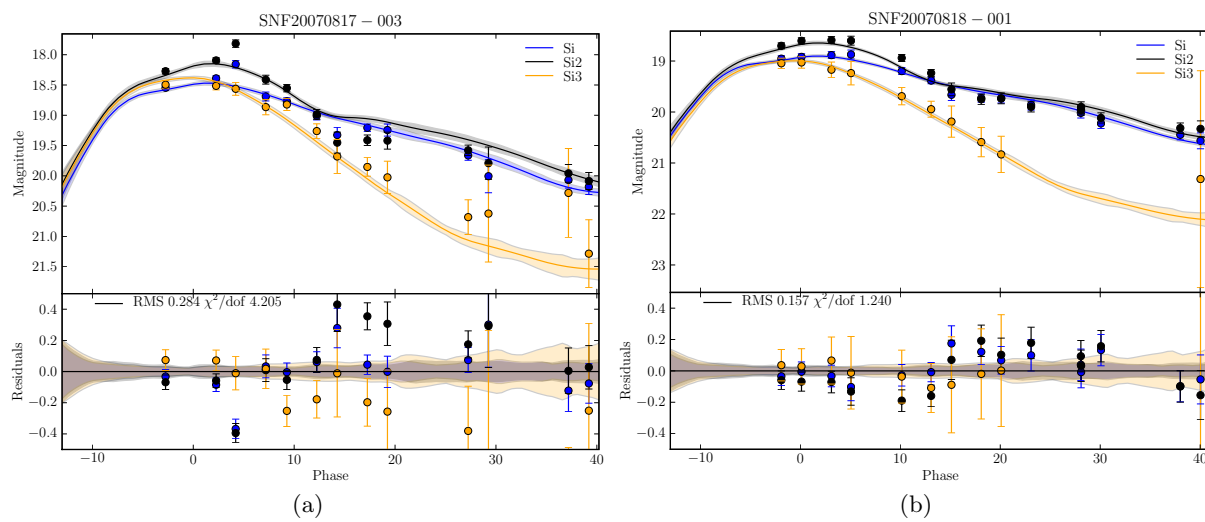 SNF20070817 − 003
Magnitude
18.0
18.5
19.0
19.5
20.0
20.5
21.0
21.5
Si
Si2
Si3
RMS 0.284 χ²/dof 4.205
Residuals
0.4
0.2
0.0
−0.2
−0.4
−10 0 10 20 30 40
Phase
(a)
SNF20070818 − 001
Magnitude
19
20
21
22
23
Si
Si2
Si3
RMS 0.157 χ²/dof 1.240
Residuals
0.4
0.2
0.0
−0.2
−0.4
−10 0 10 20 30 40
Phase
(b)